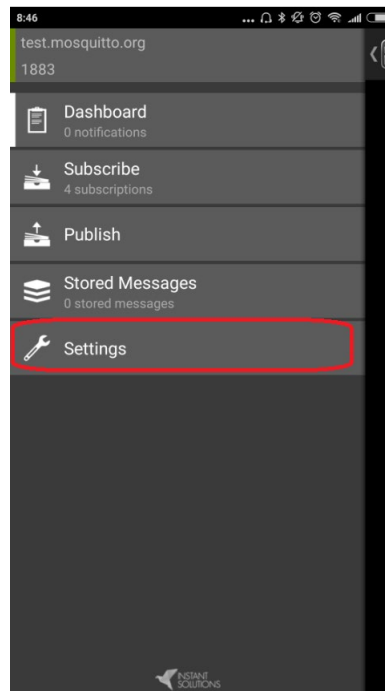 8:46
test.mosquitto.org
1883
Dashboard
0 notifications
Subscribe
4 subscriptions
Publish
Stored Messages
0 stored messages
Settings
INSTANT
SOLUTIONS